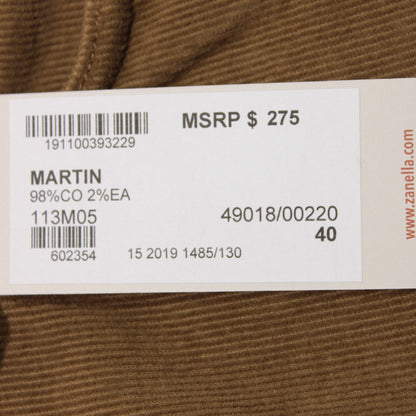 MSRP $ 275
191100393229
MARTIN
98%CO 2%EA
113M05
49018/00220
40
602354
15 2019 1485/130
www.zanella.com